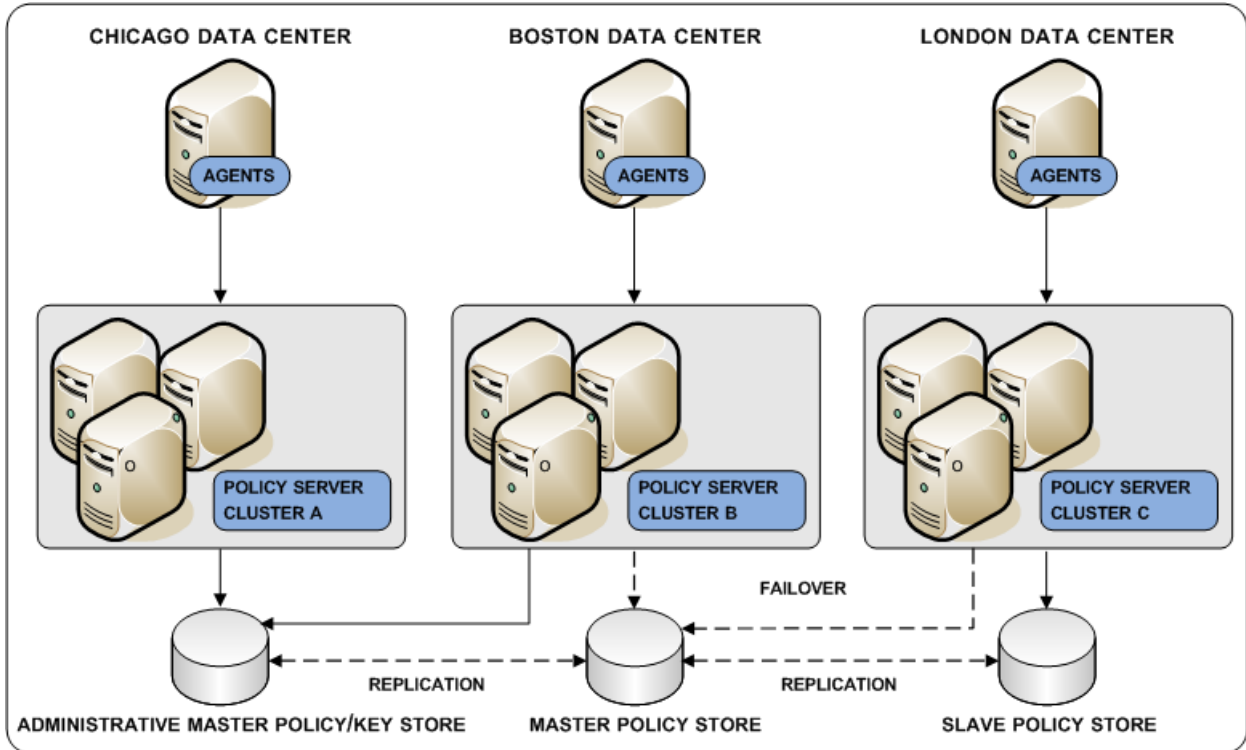 CHICAGO DATA CENTER
BOSTON DATA CENTER
LONDON DATA CENTER
AGENTS
AGENTS
AGENTS
POLICY SERVER
CLUSTER A
POLICY SERVER
CLUSTER B
POLICY SERVER
CLUSTER C
FAILOVER
REPLICATION
REPLICATION
ADMINISTRATIVE MASTER POLICY/KEY STORE
MASTER POLICY STORE
SLAVE POLICY STORE